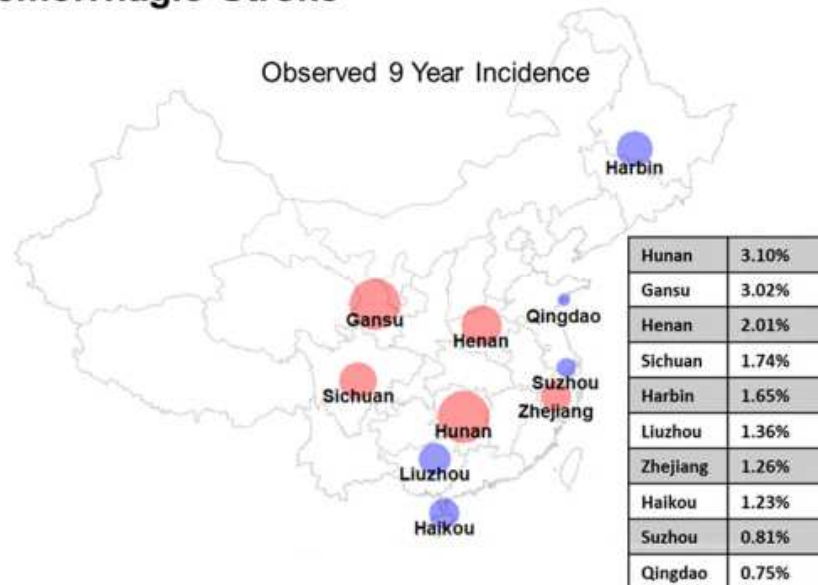 Observed 9 Year Incidence
Harbin
Gansu
Henan
Qingdao
Sichuan
Suzhou
Zhejiang
Hunan
Liuzhou
Haikou
Hunan 3.10%
Gansu 3.02%
Henan 2.01%
Sichuan 1.74%
Harbin 1.65%
Liuzhou 1.36%
Zhejiang 1.26%
Haikou 1.23%
Suzhou 0.81%
Qingdao 0.75%